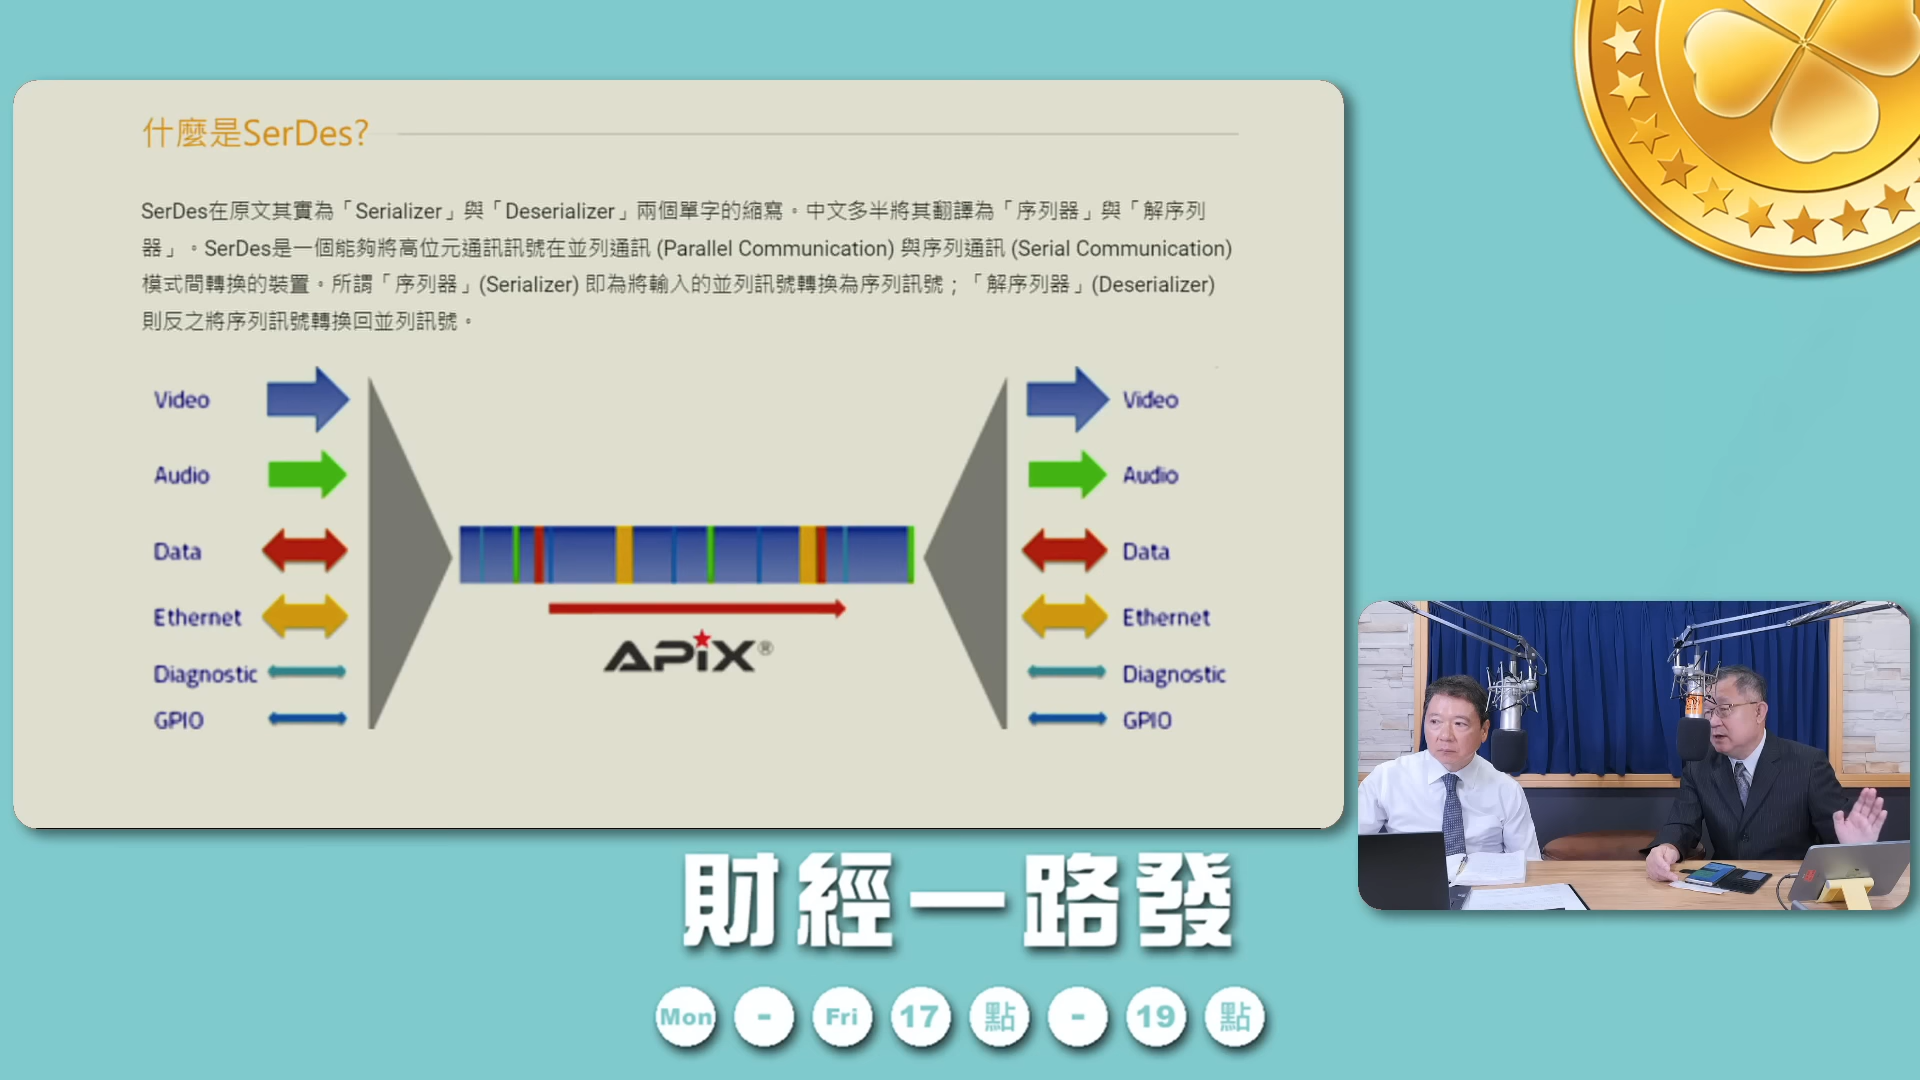 什麼是SerDes?
SerDes在原文其實為「Serializer」與「Deserializer」兩個單字的縮寫。中文多半將其翻譯為「序列器」與「解序列
器」。SerDes是一個能夠將高位元通訊訊號在並列通訊 (Parallel Communication) 與序列通訊 (Serial Communication)
模式間轉換的裝置。所謂「序列器」(Serializer) 即為將輸入的並列訊號轉換為序列訊號；「解序列器」(Deserializer)
則反之將序列訊號轉換回並列訊號。
Video
Audio
Data
Ethernet
Diagnostic
GPIO
APIX®
Video
Audio
Data
Ethernet
Diagnostic
GPIO
財經一路發
Mon - Fri 17 點 - 19 點